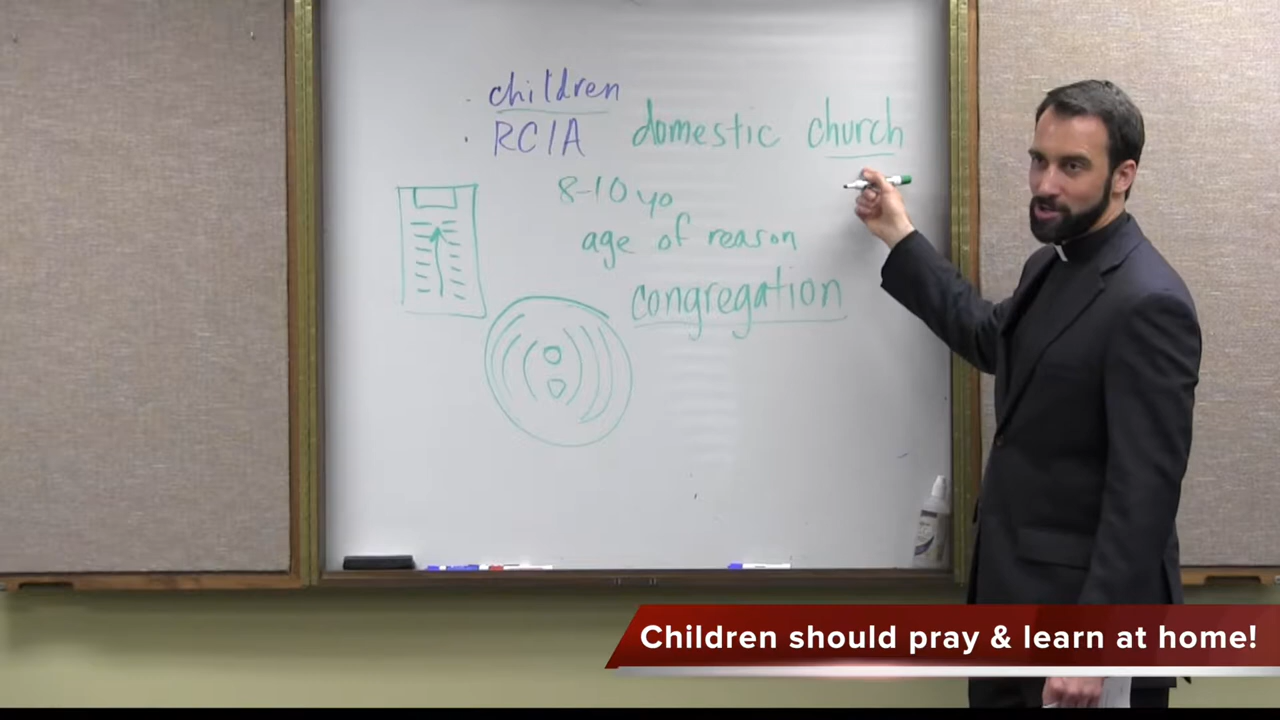 · children
· RCIA
domestic church
8-10 yo
age of reason
congregation
Children should pray & learn at home!